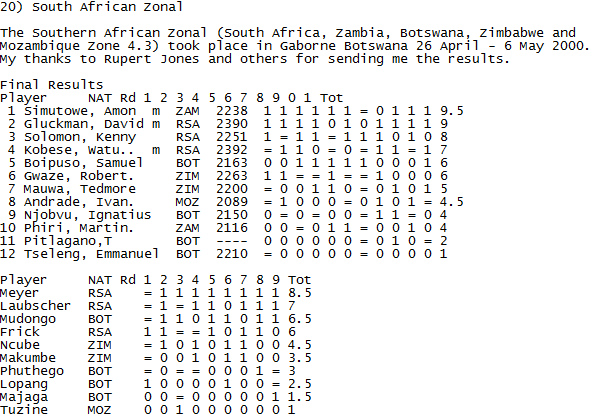 20) South African Zonal
The Southern African Zonal (South Africa, Zambia, Botswana, Zimbabwe and
Mozambique Zone 4.3) took place in Gaborne Botswana 26 April - 6 May 2000.
My thanks to Rupert Jones and others for sending me the results.
Final Results
Player NAT Rd 1 2 3 4 5 6 7 8 9 0 1 Tot
1 Simutowe, Amon m ZAM 2238 1 1 1 1 1 1 = 0 1 1 1 9.5
2 Gluckman, David m RSA 2390 1 1 1 1 0 1 0 1 1 1 1 9
3 Solomon, Kenny RSA 2251 1 = 1 1 = 1 1 1 0 1 0 8
4 Kobese, Watu.. m RSA 2392 = 1 1 0 = 0 = 1 1 = 1 7
5 Boipuso, Samuel BOT 2163 0 0 1 1 1 1 1 0 0 0 1 6
6 Gwaze, Robert. ZIM 2263 1 1 = = 1 = = 1 0 0 0 6
7 Mauwa, Tedmore ZIM 2200 = 0 0 1 1 0 = 0 1 0 1 5
8 Andrade, Ivan. MOZ 2089 = 1 0 0 0 = 0 1 0 1 = 4.5
9 Njobvu, Ignatius BOT 2150 0 = 0 = 0 0 = 1 1 = 0 4
10 Phiri, Martin. ZAM 2116 0 0 = 0 1 1 = 0 0 1 0 4
11 Pitlagano,T BOT ---- 0 0 0 0 0 0 = 0 1 0 = 2
12 Tseleng, Emmanuel BOT 2210 = 0 0 0 0 0 = 0 0 0 0 1
Player NAT Rd 1 2 3 4 5 6 7 8 9 Tot
Meyer RSA = 1 1 1 1 1 1 1 1 8.5
Laubscher RSA = 1 = 1 1 0 1 1 1 7
Mudongo BOT = 1 1 0 1 1 0 1 1 6.5
Frick RSA 1 1 = = 1 0 1 1 0 6
Ncube ZIM = 1 0 1 0 1 1 0 0 4.5
Makumbe ZIM = 0 0 1 0 1 1 0 0 3.5
Phuthego BOT = 0 = = 0 0 0 1 = 3
Lopang BOT 1 0 0 0 0 1 0 0 = 2.5
Majaga BOT 0 0 = 0 0 0 0 0 1 1.5
Tuzine MOZ 0 0 1 0 0 0 0 0 0 1